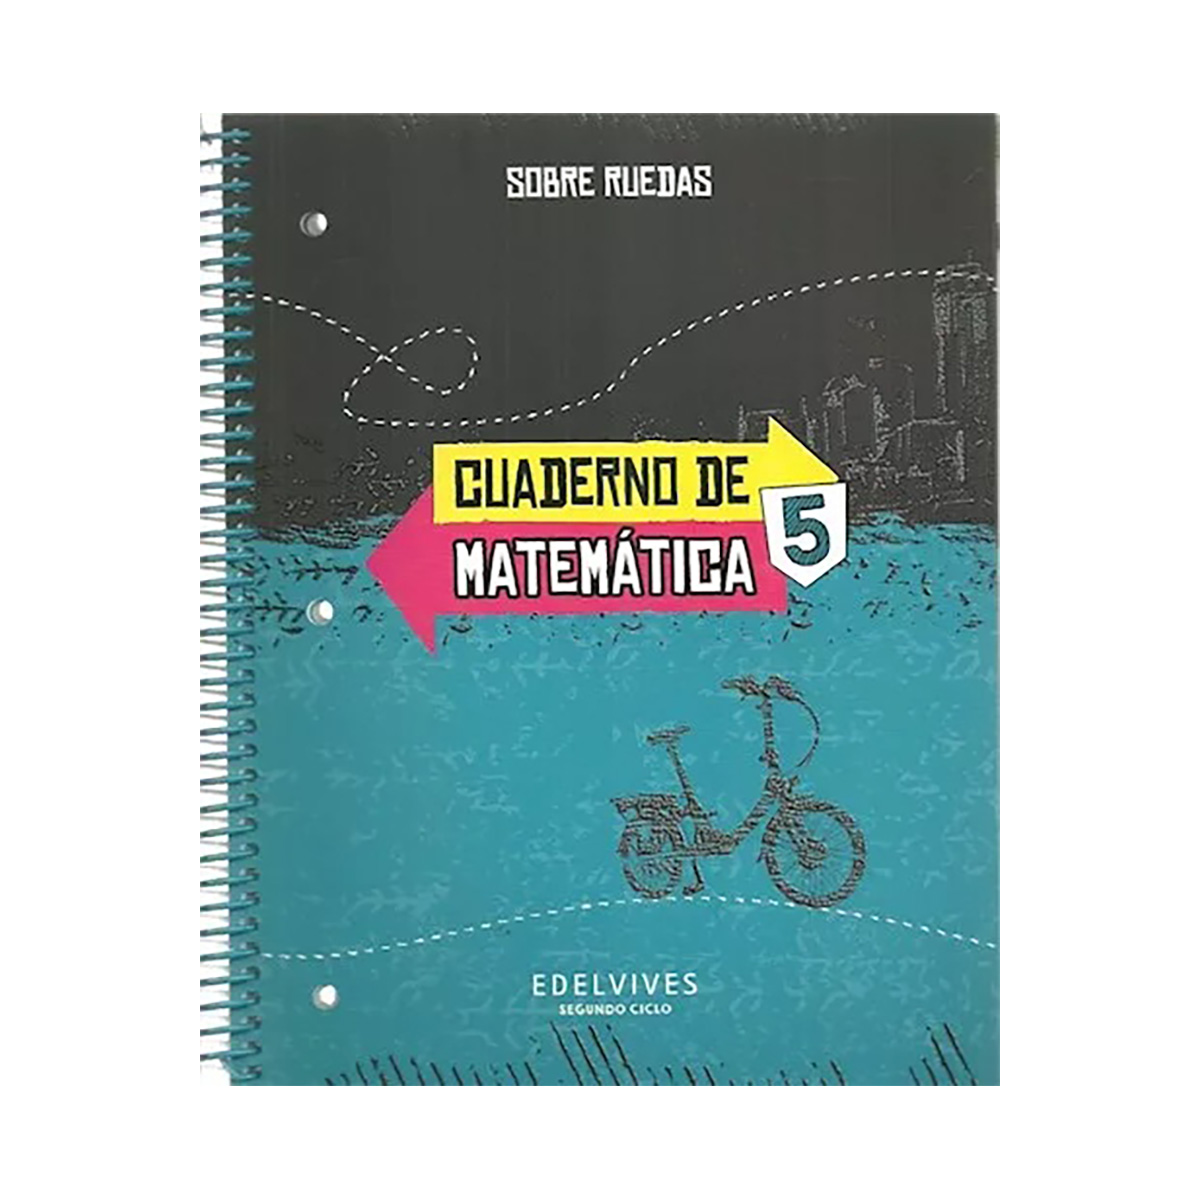 SOBRE RUEDAS
CUADERNO DE
MATEMÁTICA
5
EDELVIVES
SEGUNDO CICLO